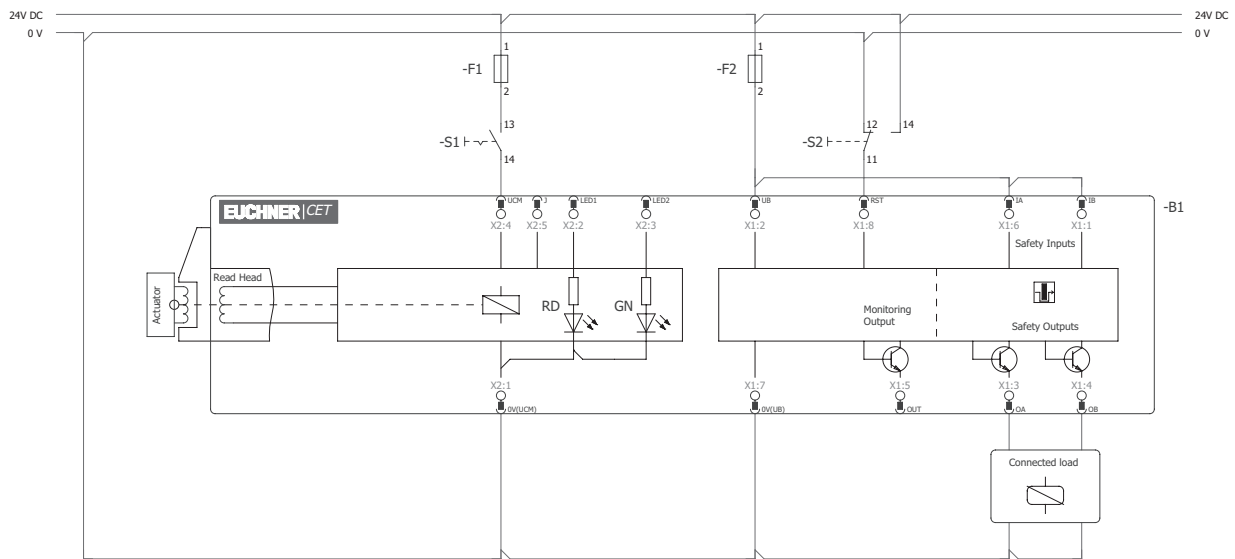 24V DC
24V DC
0 V
0 V
1
1
-F1
-F2
2
2
13
12
14
-S1
-S2
14
11
EUCHNER CET
UCM
J
LED1
LED2
UB
RST
IA
IB
-B1
X2:4
X2:5
X2:2
X2:3
X1:2
X1:8
X1:6
X1:1
Safety Inputs
Read Head
Actuator
RD
GN
Monitoring
Output
Safety Outputs
X2:1
X1:7
X1:5
X1:3
X1:4
0V(UCM)
0V(UB)
OUT
OA
OB
Connected load